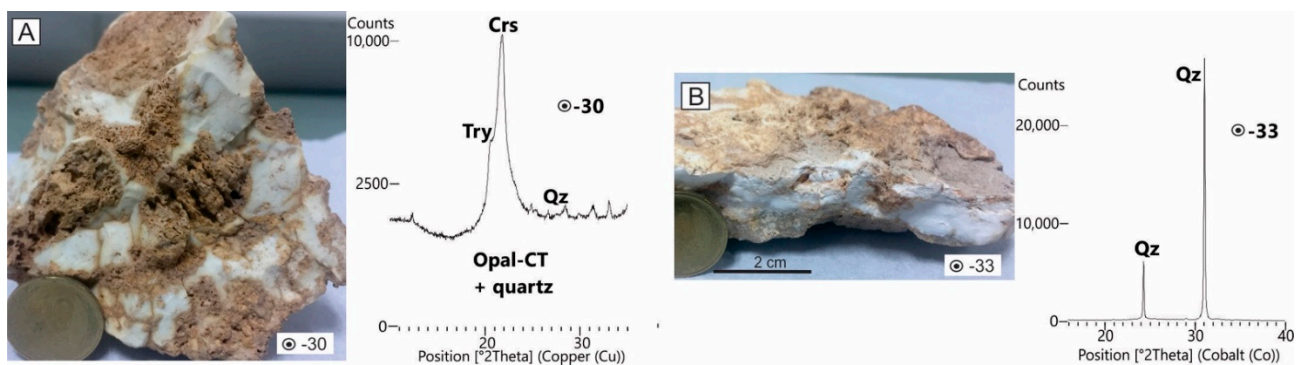 A
⊙ -30
Counts
10,000
Crs
⊙ -30
Try
2500
Qz
Opal-CT
+ quartz
0
20
30
Position [°2Theta] (Copper (Cu))
B
2 cm
⊙ -33
Counts
Qz
20,000
⊙ -33
10,000
Qz
0
20
30
40
Position [°2Theta] (Cobalt (Co))